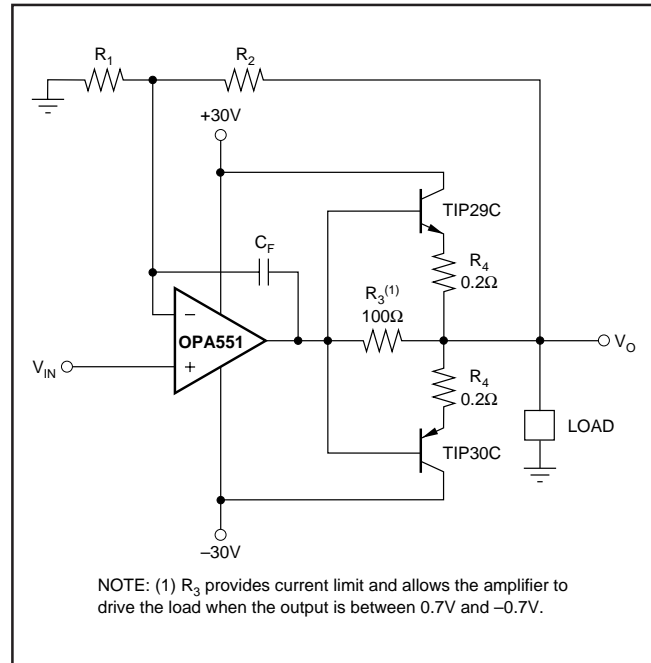 R1
R2
+30V
TIP29C
CF
R4
0.2Ω
R3(1)
100Ω
–
OPA551
+
VIN
VO
R4
0.2Ω
LOAD
TIP30C
–30V
NOTE: (1) R3 provides current limit and allows the amplifier to
drive the load when the output is between 0.7V and –0.7V.